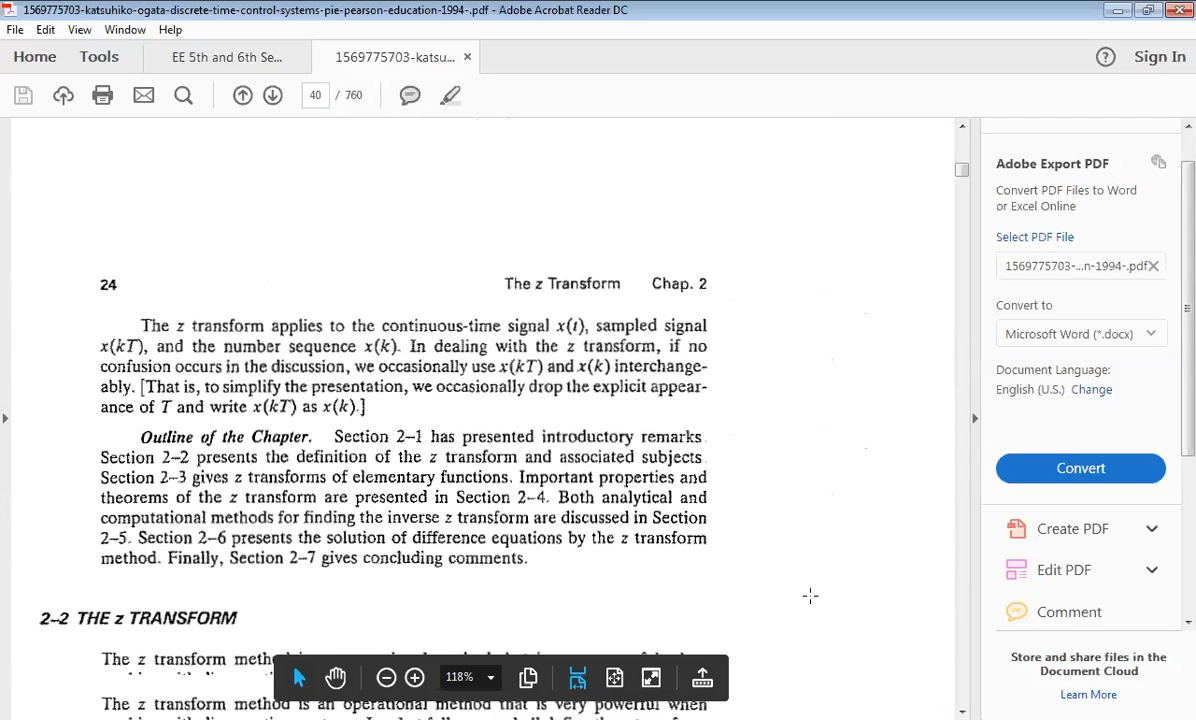 1569775703-katsuhiko-ogata-discrete-time-control-systems-pie-pearson-education-1994-.pdf - Adobe Acrobat Reader DC
File Edit View Window Help
Home Tools EE 5th and 6th Se... 1569775703-katsu... × Sign In
40 / 760
24 The z Transform Chap. 2
The z transform applies to the continuous-time signal x(t), sampled signal
x(kT), and the number sequence x(k). In dealing with the z transform, if no
confusion occurs in the discussion, we occasionally use x(kT) and x(k) interchange-
ably. [That is, to simplify the presentation, we occasionally drop the explicit appear-
ance of T and write x(kT) as x(k).]
Outline of the Chapter. Section 2–1 has presented introductory remarks.
Section 2–2 presents the definition of the z transform and associated subjects.
Section 2–3 gives z transforms of elementary functions. Important properties and
theorems of the z transform are presented in Section 2–4. Both analytical and
computational methods for finding the inverse z transform are discussed in Section
2–5. Section 2–6 presents the solution of difference equations by the z transform
method. Finally, Section 2–7 gives concluding comments.
2–2 THE z TRANSFORM
The z transform
The z transform method is an operational method that is very powerful when
118%
Adobe Export PDF
Convert PDF Files to Word
or Excel Online
Select PDF File
1569775703-...n-1994-.pdf ×
Convert to
Microsoft Word (*.docx)
Document Language:
English (U.S.) Change
Convert
Create PDF
Edit PDF
Comment
Store and share files in the
Document Cloud
Learn More